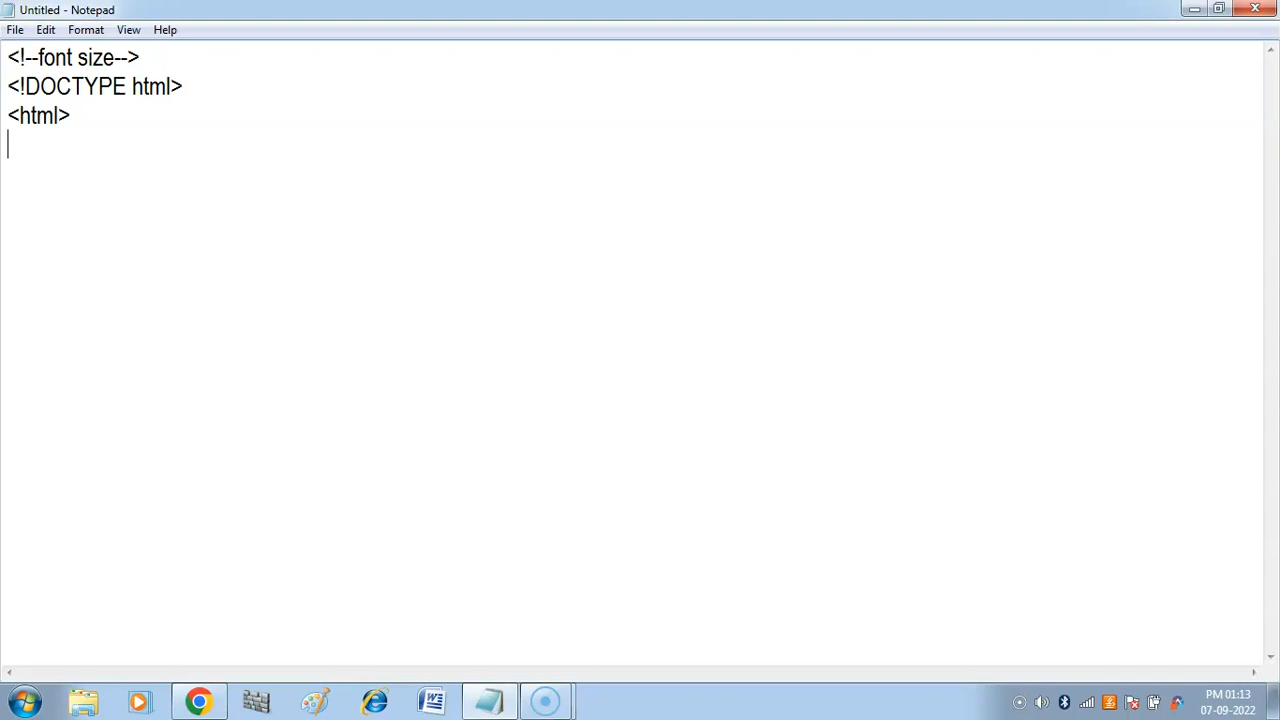 Untitled - Notepad
File Edit Format View Help
<!--font size-->
<!DOCTYPE html>
<html>
PM 01:13
07-09-2022